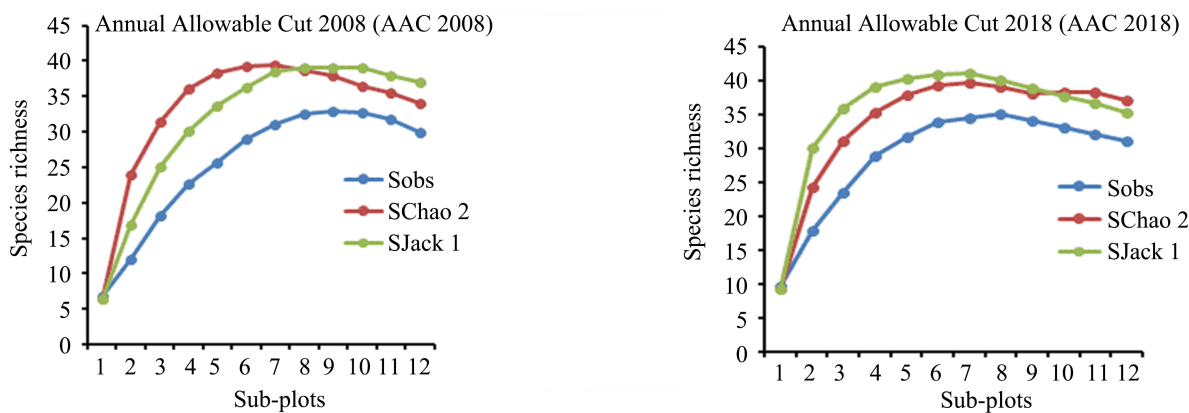 Annual Allowable Cut 2008 (AAC 2008)
Species richness
45
40
35
30
25
20
15
10
5
0
1 2 3 4 5 6 7 8 9 10 11 12
Sub-plots
Sobs
SChao 2
SJack 1
Annual Allowable Cut 2018 (AAC 2018)
Species richness
45
40
35
30
25
20
15
10
5
0
1 2 3 4 5 6 7 8 9 10 11 12
Sub-plots
Sobs
SChao 2
SJack 1